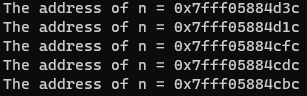 The address of n = 0x7fff05884d3c
The address of n = 0x7fff05884d1c
The address of n = 0x7fff05884cfc
The address of n = 0x7fff05884cdc
The address of n = 0x7fff05884cbc